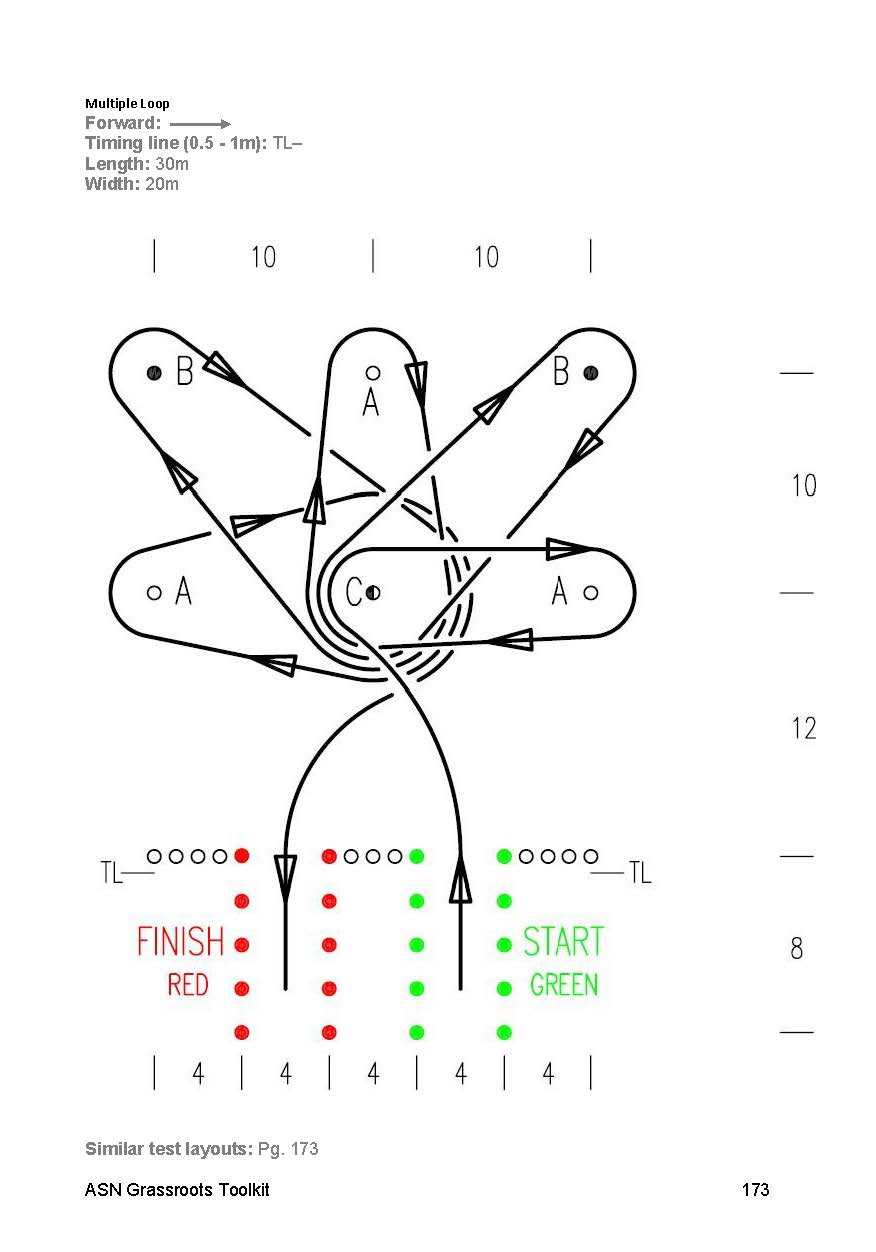 Multiple Loop
Forward:
Timing line (0.5 - 1m): TL–
Length: 30m
Width: 20m
10 10
B A B
10
A C A
12
TL TL
FINISH START 8
RED GREEN
4 4 4 4 4
Similar test layouts: Pg. 173
ASN Grassroots Toolkit 173